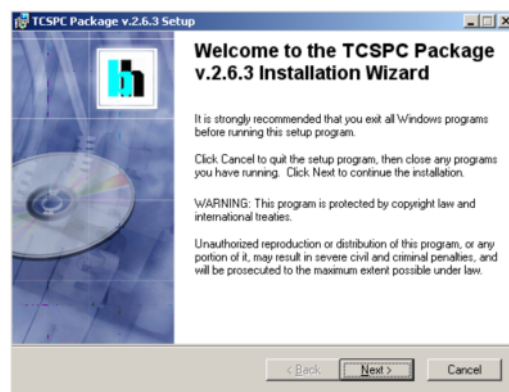 TCSPC Package v.2.6.3 Setup
bh
Welcome to the TCSPC Package
v.2.6.3 Installation Wizard
It is strongly recommended that you exit all Windows programs
before running this setup program.
Click Cancel to quit the setup program, then close any programs
you have running. Click Next to continue the installation.
WARNING: This program is protected by copyright law and
international treaties.
Unauthorized reproduction or distribution of this program, or any
portion of it, may result in severe civil and criminal penalties, and
will be prosecuted to the maximum extent possible under law.
< Back Next > Cancel